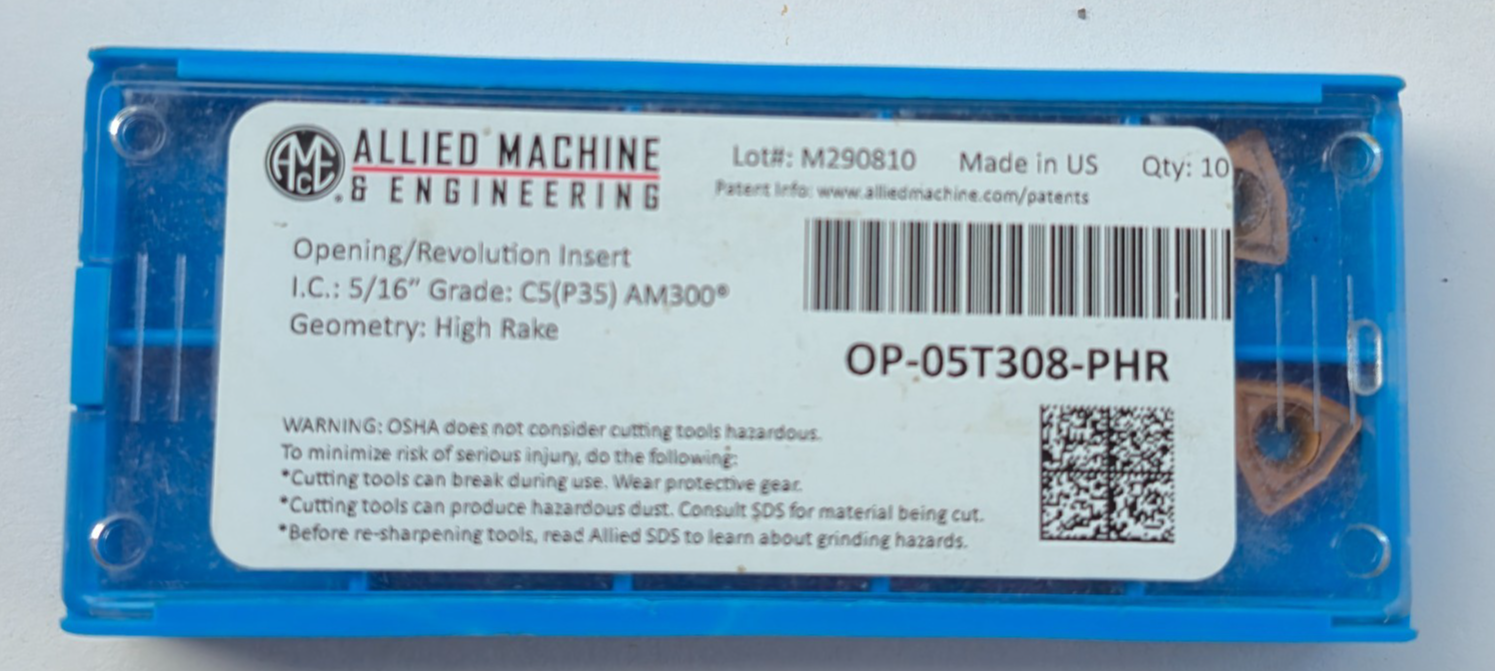 AMEC® ALLIED MACHINE
& ENGINEERING
Lot#: M290810 Made in US Qty: 10
Patent Info: www.alliedmachine.com/patents
Opening/Revolution Insert
I.C.: 5/16" Grade: C5(P35) AM300®
Geometry: High Rake
OP-05T308-PHR
WARNING: OSHA does not consider cutting tools hazardous.
To minimize risk of serious injury, do the following:
*Cutting tools can break during use. Wear protective gear.
*Cutting tools can produce hazardous dust. Consult SDS for material being cut.
*Before re-sharpening tools, read Allied SDS to learn about grinding hazards.